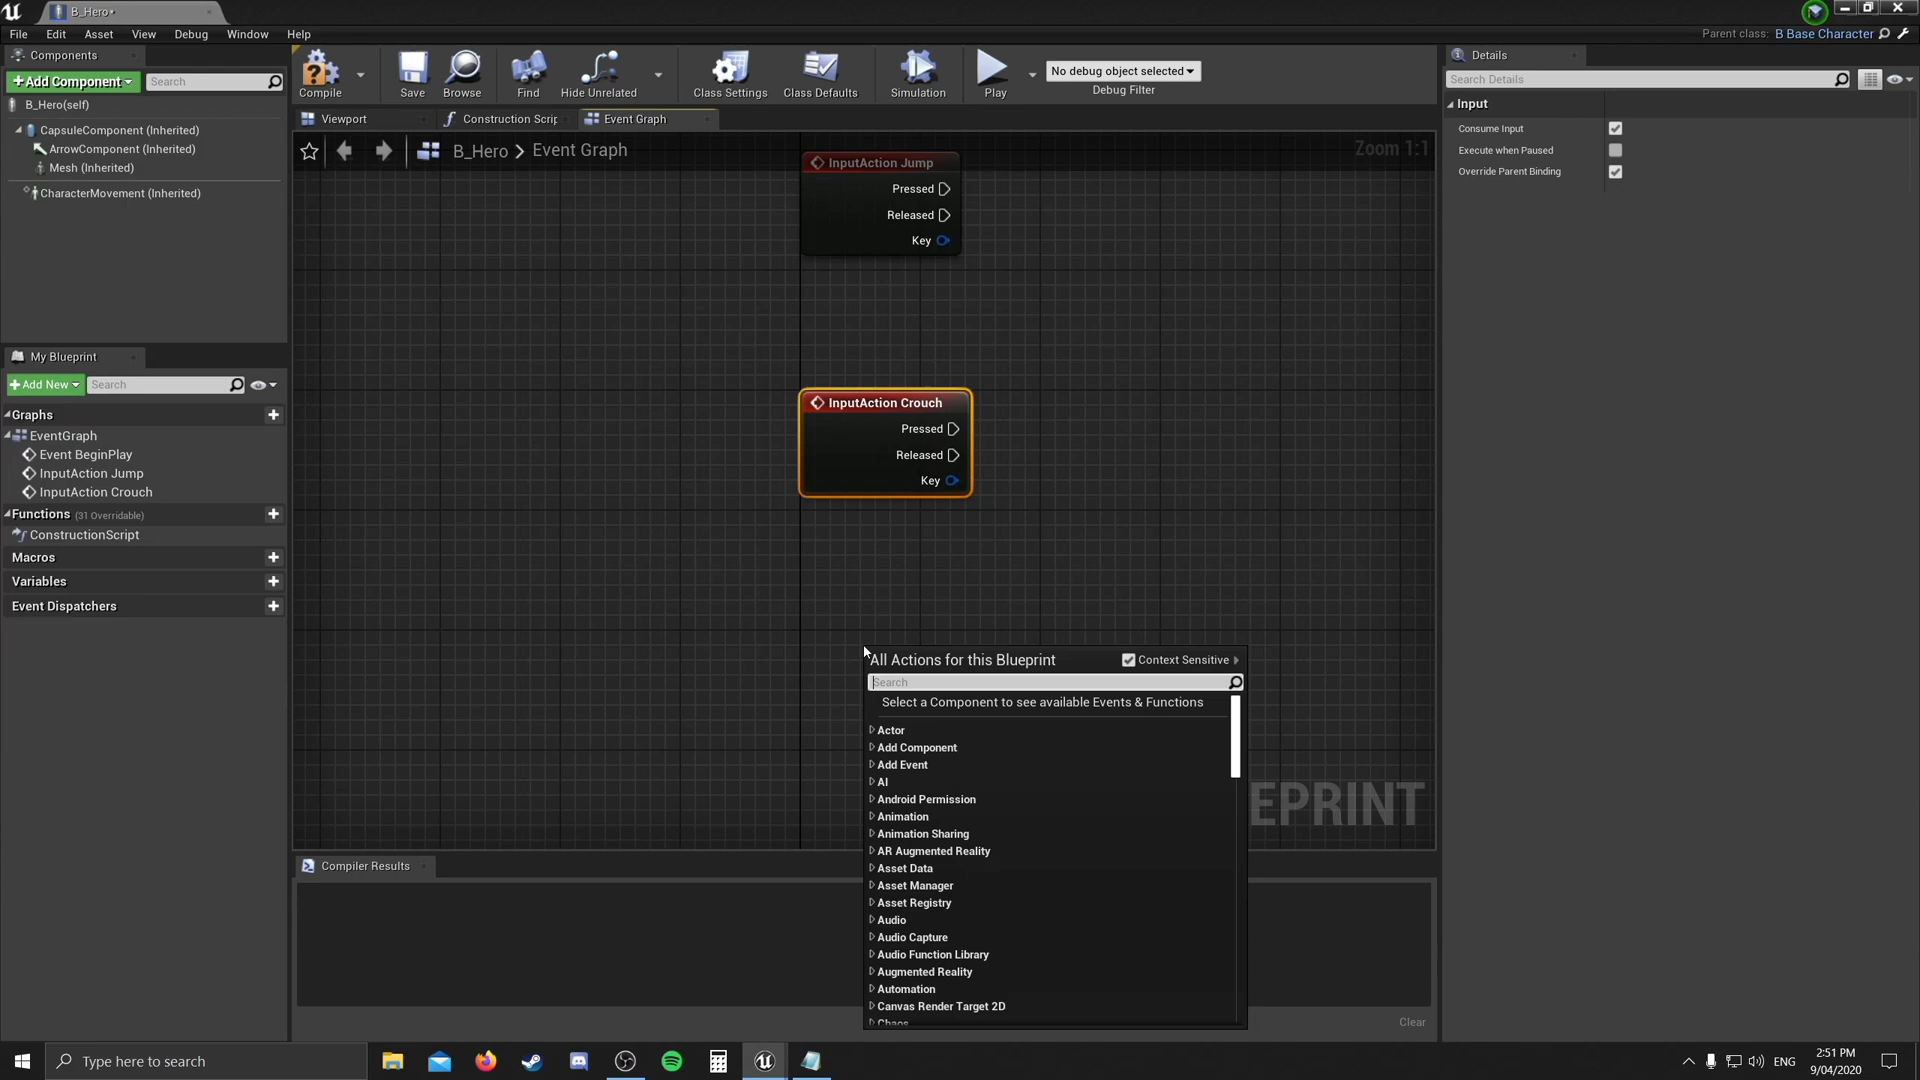 B_Hero•
File Edit Asset View Debug Window Help
Parent class: B Base Character
Components
+Add Component
Search
B_Hero(self)
CapsuleComponent (Inherited)
ArrowComponent (Inherited)
Mesh (Inherited)
CharacterMovement (Inherited)
My Blueprint
+Add New
Search
Graphs
EventGraph
Event BeginPlay
InputAction Jump
InputAction Crouch
Functions (31 Overridable)
ConstructionScript
Macros
Variables
Event Dispatchers
Compile Save Browse Find Hide Unrelated Class Settings Class Defaults Simulation Play
No debug object selected
Debug Filter
Viewport Construction Scrip Event Graph
B_Hero > Event Graph
Zoom 1:1
InputAction Jump
Pressed
Released
Key
InputAction Crouch
Pressed
Released
Key
All Actions for this Blueprint
Context Sensitive
Search
Select a Component to see available Events & Functions
Actor
Add Component
Add Event
AI
Android Permission
Animation
Animation Sharing
AR Augmented Reality
Asset Data
Asset Manager
Asset Registry
Audio
Audio Capture
Audio Function Library
Augmented Reality
Automation
Canvas Render Target 2D
Chaos
EPRINT
Compiler Results
Clear
Details
Search Details
Input
Consume Input
Execute when Paused
Override Parent Binding
Type here to search
ENG
2:51 PM
9/04/2020